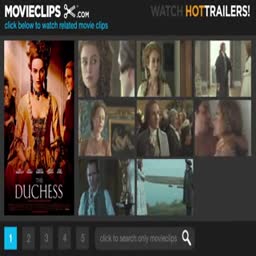 MOVIECLIPS .COM
WATCH HOTTRAILERS!
click below to watch related movie clips
THE
DUCHESS
1 2 3 4 5 click to search only movieclips